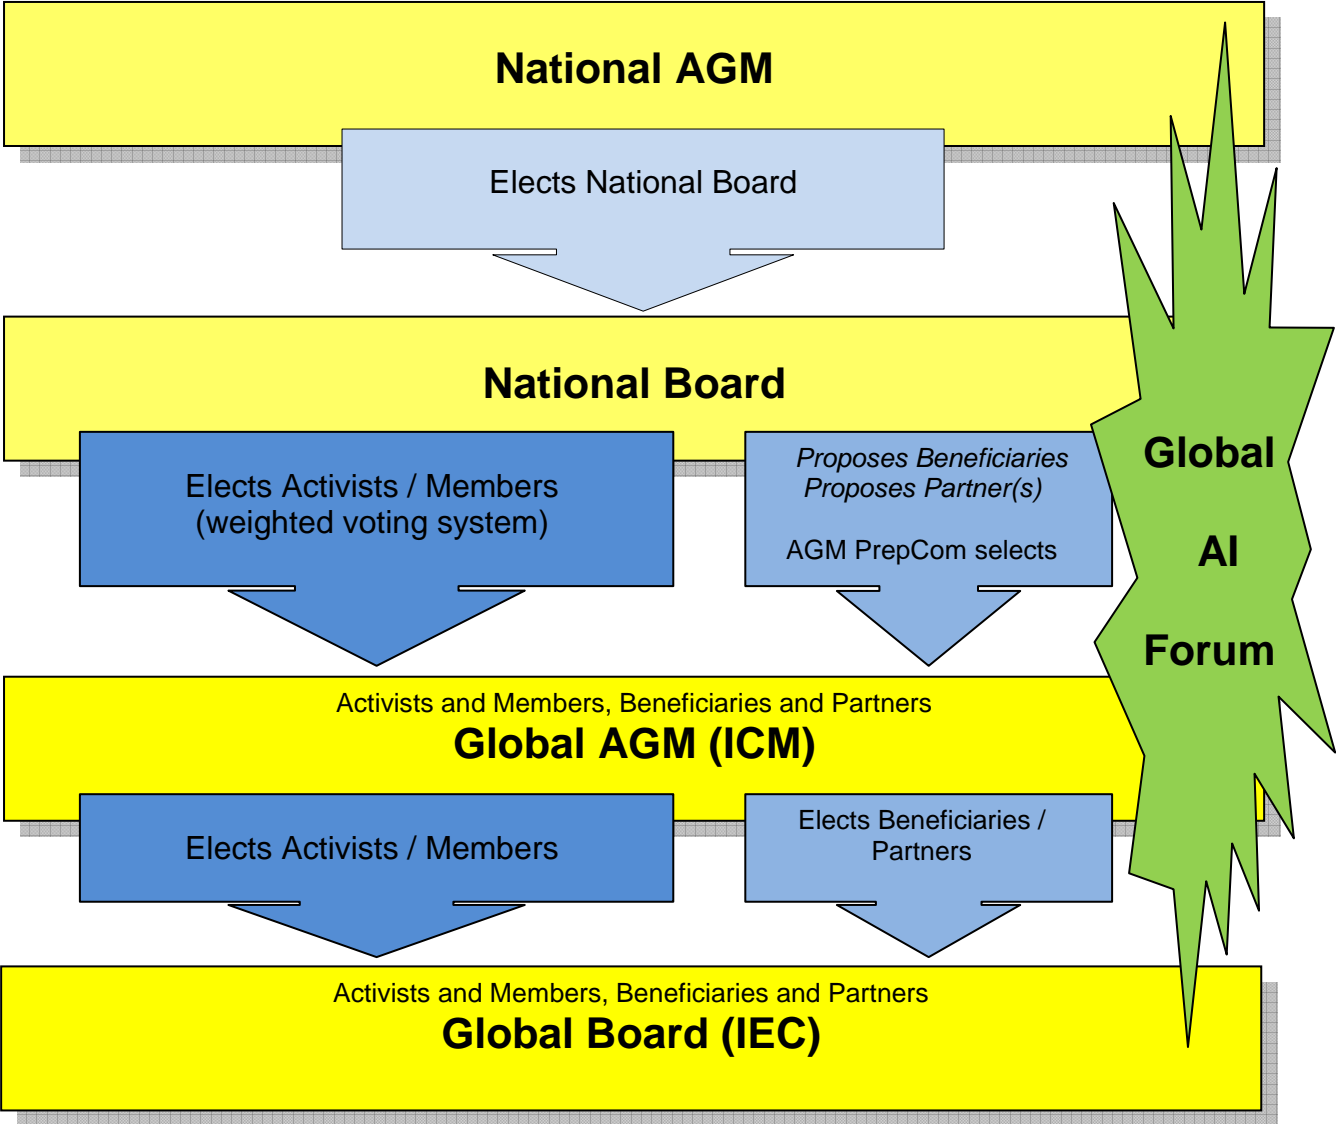 National AGM
Elects National Board
National Board
Elects Activists / Members
(weighted voting system)
Proposes Beneficiaries
Proposes Partner(s)
AGM PrepCom selects
Activists and Members, Beneficiaries and Partners
Global AGM (ICM)
Elects Activists / Members
Elects Beneficiaries /
Partners
Activists and Members, Beneficiaries and Partners
Global Board (IEC)
Global
AI
Forum